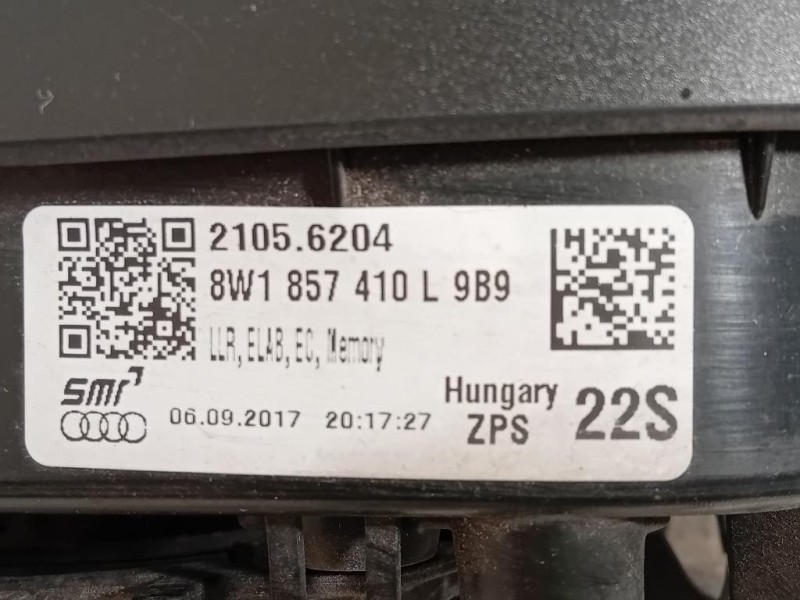 2105.6204
8W1 857 410 L 9B9
LLR, ELAB, EC, Memory
smr
06.09.2017 20:17:27
Hungary
ZPS
22S